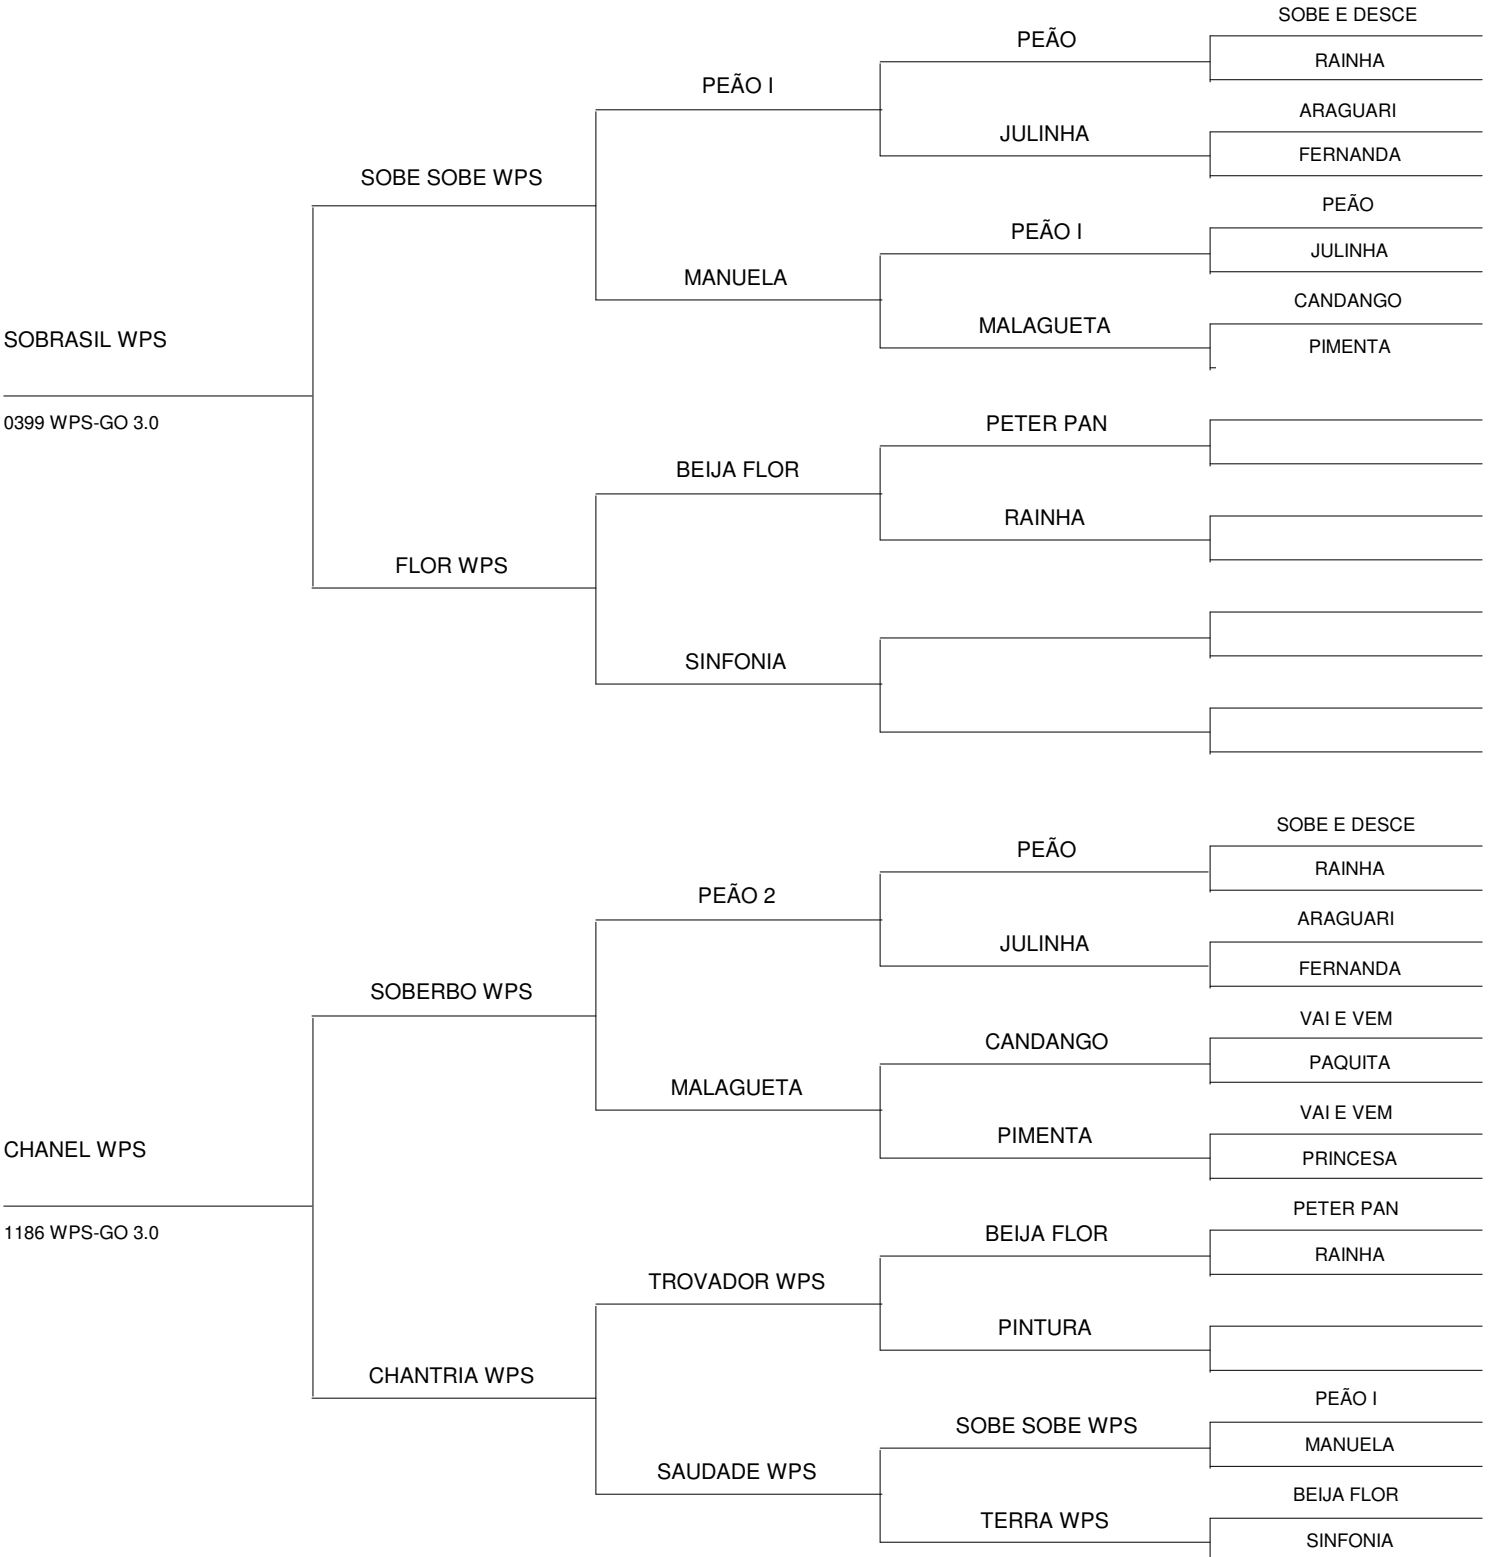 SOBE E DESCE
PEÃO
RAINHA
PEÃO I
ARAGUARI
JULINHA
FERNANDA
SOBE SOBE WPS
PEÃO
PEÃO I
JULINHA
MANUELA
CANDANGO
MALAGUETA
SOBRASIL WPS
PIMENTA
0399 WPS-GO 3.0
PETER PAN
BEIJA FLOR
RAINHA
FLOR WPS
SINFONIA
SOBE E DESCE
PEÃO
RAINHA
PEÃO 2
ARAGUARI
JULINHA
FERNANDA
SOBERBO WPS
VAI E VEM
CANDANGO
PAQUITA
MALAGUETA
VAI E VEM
PIMENTA
CHANEL WPS
PRINCESA
PETER PAN
1186 WPS-GO 3.0
BEIJA FLOR
RAINHA
TROVADOR WPS
PINTURA
CHANTRIA WPS
PEÃO I
SOBE SOBE WPS
MANUELA
SAUDADE WPS
BEIJA FLOR
TERRA WPS
SINFONIA